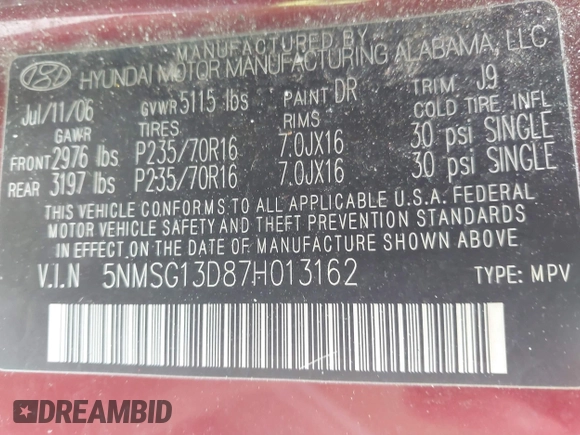 MANUFACTURED BY
HYUNDAI MOTOR MANUFACTURING ALABAMA, LLC
Jul/11/06 GVWR 5115 lbs PAINT DR TRIM J9
GAWR TIRES RIMS COLD TIRE INFL
FRONT 2976 lbs P235/70R16 7.0JX16 30 psi SINGLE
REAR 3197 lbs P235/70R16 7.0JX16 30 psi SINGLE
THIS VEHICLE CONFORMS TO ALL APPLICABLE U.S.A. FEDERAL
MOTOR VEHICLE SAFETY AND THEFT PREVENTION STANDARDS
IN EFFECT ON THE DATE OF MANUFACTURE SHOWN ABOVE.
V.I.N 5NMSG13D87H013162 TYPE: MPV
DREAMBID